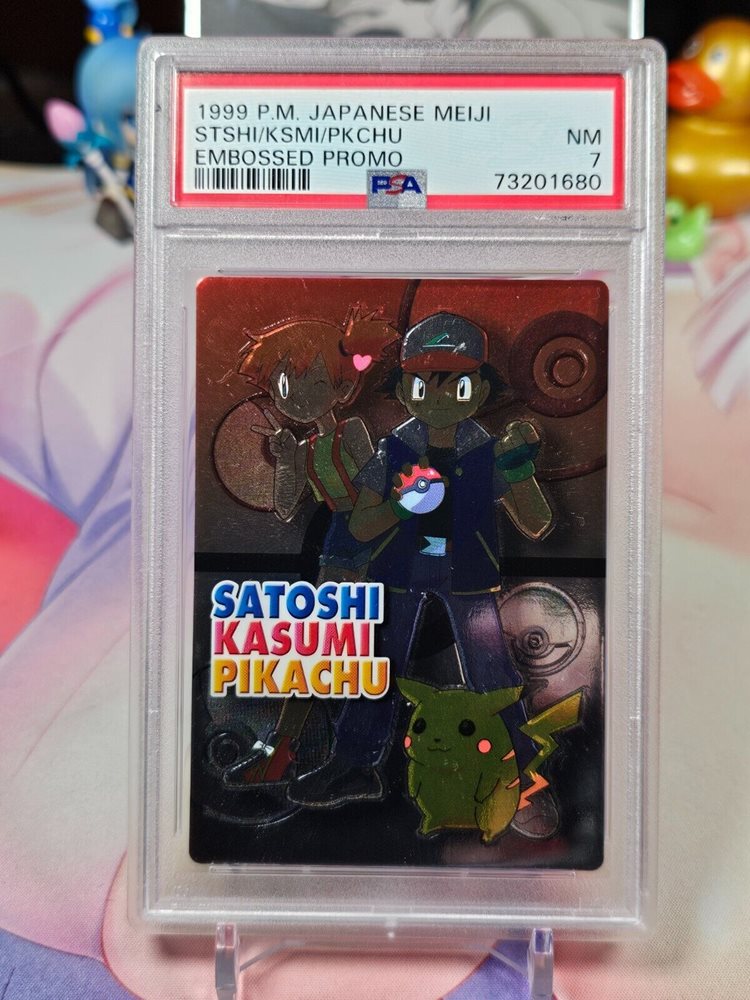 1999 P.M. JAPANESE MEIJI
STSHI/KSMI/PKCHU NM
EMBOSSED PROMO 7
PSA 73201680
SATOSHI
KASUMI
PIKACHU